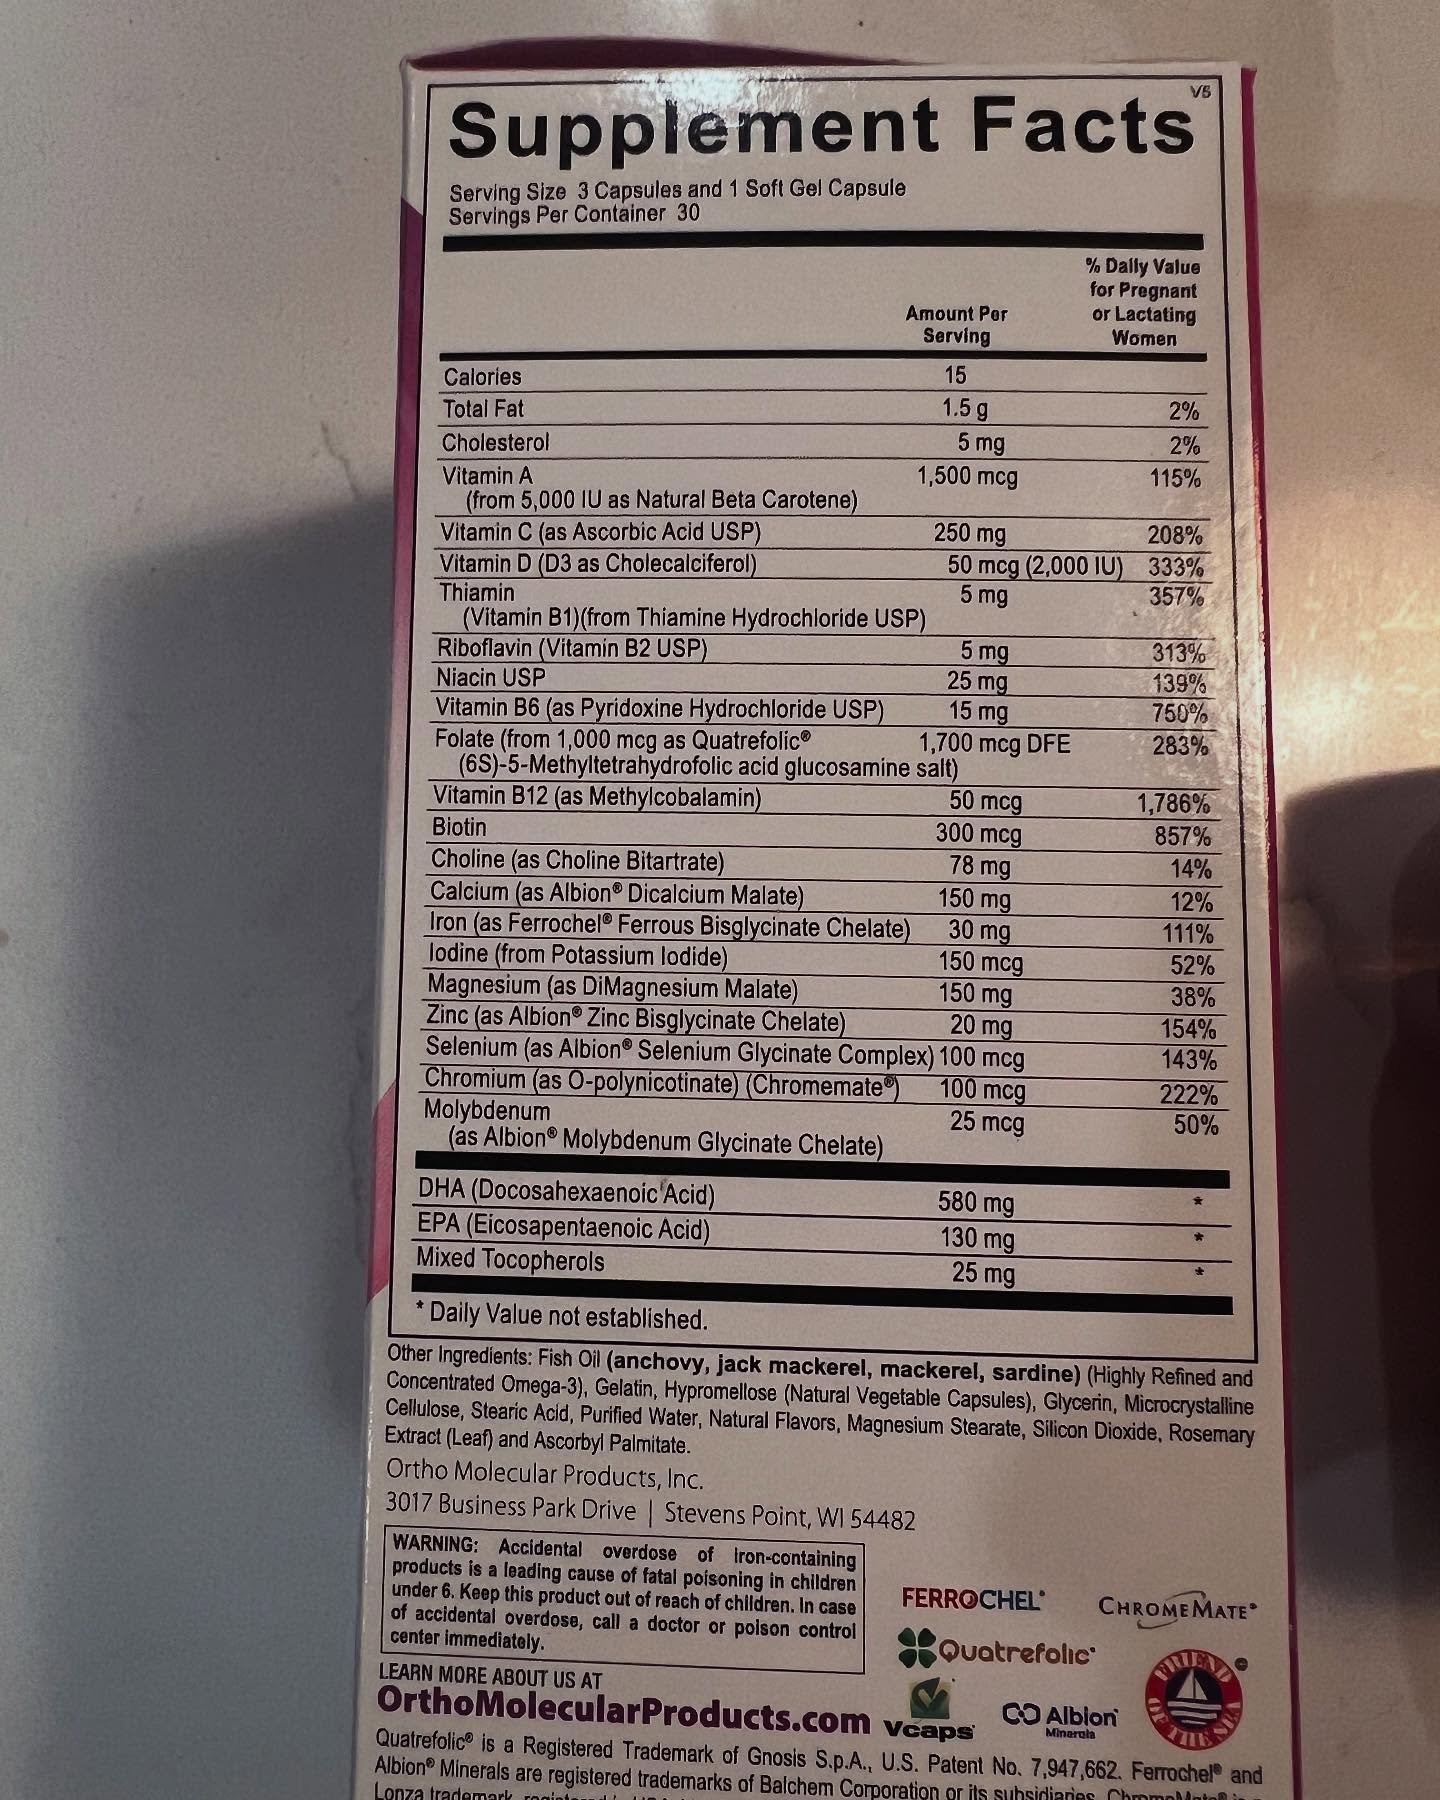 V5
Supplement Facts
Serving Size 3 Capsules and 1 Soft Gel Capsule
Servings Per Container 30
Amount Per Serving % Daily Value for Pregnant or Lactating Women
Calories 15
Total Fat 1.5 g 2%
Cholesterol 5 mg 2%
Vitamin A 1,500 mcg 115%
(from 5,000 IU as Natural Beta Carotene)
Vitamin C (as Ascorbic Acid USP) 250 mg 208%
Vitamin D (D3 as Cholecalciferol) 50 mcg (2,000 IU) 333%
Thiamin 5 mg 357%
(Vitamin B1)(from Thiamine Hydrochloride USP)
Riboflavin (Vitamin B2 USP) 5 mg 313%
Niacin USP 25 mg 139%
Vitamin B6 (as Pyridoxine Hydrochloride USP) 15 mg 750%
Folate (from 1,000 mcg as Quatrefolic® 1,700 mcg DFE 283%
(6S)-5-Methyltetrahydrofolic acid glucosamine salt)
Vitamin B12 (as Methylcobalamin) 50 mcg 1,786%
Biotin 300 mcg 857%
Choline (as Choline Bitartrate) 78 mg 14%
Calcium (as Albion® Dicalcium Malate) 150 mg 12%
Iron (as Ferrochel® Ferrous Bisglycinate Chelate) 30 mg 111%
Iodine (from Potassium Iodide) 150 mcg 52%
Magnesium (as DiMagnesium Malate) 150 mg 38%
Zinc (as Albion® Zinc Bisglycinate Chelate) 20 mg 154%
Selenium (as Albion® Selenium Glycinate Complex) 100 mcg 143%
Chromium (as O-polynicotinate) (Chromemate®) 100 mcg 222%
Molybdenum 25 mcg 50%
(as Albion® Molybdenum Glycinate Chelate)
DHA (Docosahexaenoic Acid) 580 mg *
EPA (Eicosapentaenoic Acid) 130 mg *
Mixed Tocopherols 25 mg *
* Daily Value not established.
Other Ingredients: Fish Oil (anchovy, jack mackerel, mackerel, sardine) (Highly Refined and
Concentrated Omega-3), Gelatin, Hypromellose (Natural Vegetable Capsules), Glycerin, Microcrystalline
Cellulose, Stearic Acid, Purified Water, Natural Flavors, Magnesium Stearate, Silicon Dioxide, Rosemary
Extract (Leaf) and Ascorbyl Palmitate.
Ortho Molecular Products, Inc.
3017 Business Park Drive | Stevens Point, WI 54482
WARNING: Accidental overdose of iron-containing
products is a leading cause of fatal poisoning in children
under 6. Keep this product out of reach of children. In case
of accidental overdose, call a doctor or poison control
center immediately.
FERROCHEL®
CHROMEMATE®
Quatrefolic®
FRIEND OF THE SEA
Vcaps®
Albion®
Minerals
LEARN MORE ABOUT US AT
OrthoMolecularProducts.com
Quatrefolic® is a Registered Trademark of Gnosis S.p.A., U.S. Patent No. 7,947,662. Ferrochel® and
Albion® Minerals are registered trademarks of Balchem Corporation or its subsidiaries. ChromeMate®
Lonza trademark